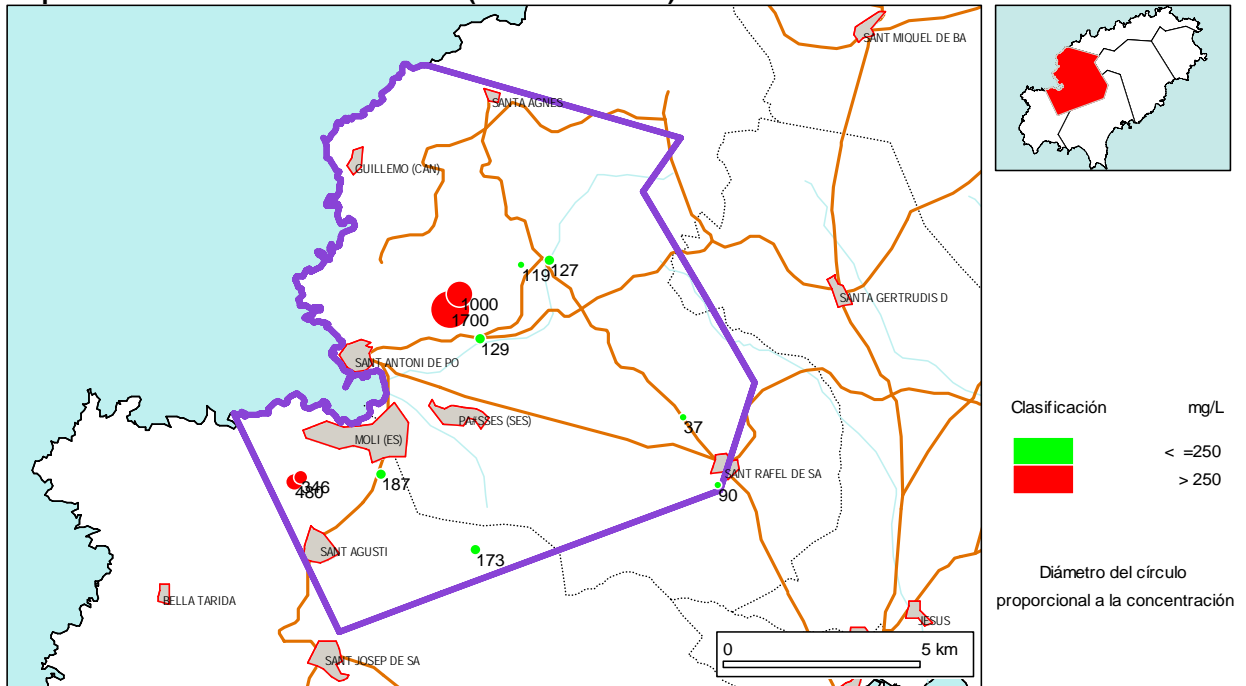 SANT MIQUEL DE BA
SANTA AGNES
GUILLEMO (CAN)
119
127
1000
1700
SANTA GERTRUDIS D
129
SANT ANTONI DE PO
PAISSES (SES)
37
MOLI (ES)
SANT RAFEL DE SA
346
480
187
90
SANT AGUSTI
173
BELLA TARIDA
JESUS
SANT JOSEP DE SA
0 5 km
Clasificación mg/L
< =250
> 250
Diámetro del círculo
proporcional a la concentración